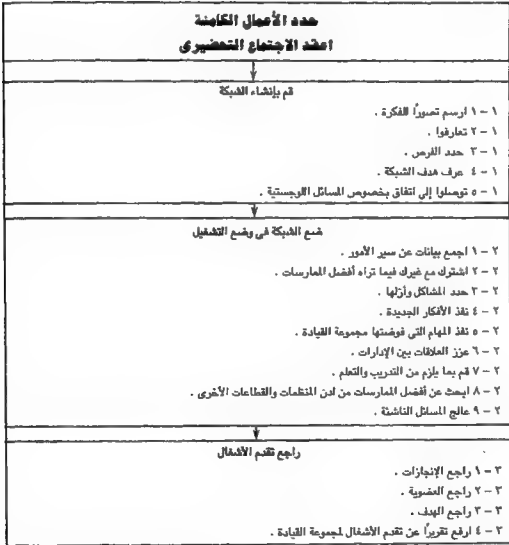 حدد الأعمال الكامنة
اعقد الاجتماع التحضيرى
قم بإنشاء الشبكة
١ – ١ ارسم تصورًا للفكرة .
١ – ٢ تعارفوا .
١ – ٣ حدد الفرص .
١ – ٤ عرف هدف الشبكة .
١ – ٥ توصلوا إلى اتفاق بخصوص المسائل اللوجستية .
ضع الشبكة فى وضع التشغيل
٢ – ١ اجمع بيانات عن سير الأمور .
٢ – ٢ اشترك مع غيرك فيما تراه أفضل الممارسات .
٢ – ٣ حدد المشاكل وأزلها .
٢ – ٤ نفذ الأفكار الجديدة .
٢ – ٥ نفذ المهام التى فوضتها مجموعة القيادة .
٢ – ٦ عزز العلاقات بين الإدارات .
٢ – ٧ قم بما يلزم من التدريب والتعلم .
٢ – ٨ ابحث عن أفضل الممارسات من لدن المنظمات والقطاعات الأخرى .
٢ – ٩ عالج المسائل الناشئة .
راجع تقدم الأشغال
٣ – ١ راجع الإنجازات .
٣ – ٢ راجع العضوية .
٣ – ٣ راجع الهدف .
٣ – ٤ ارفع تقريرًا عن تقدم الأشغال لمجموعة القيادة .